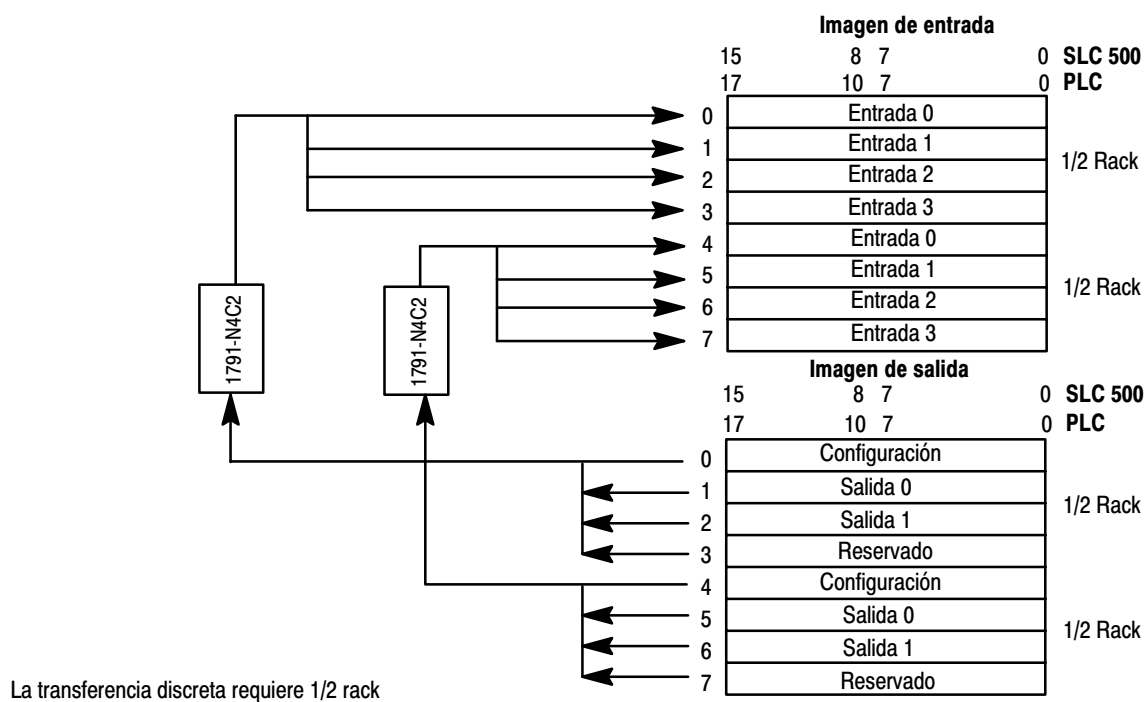 Imagen de entrada
15 8 7 0 SLC 500
17 10 7 0 PLC
0 Entrada 0
1 Entrada 1
2 Entrada 2
3 Entrada 3
1/2 Rack
4 Entrada 0
5 Entrada 1
6 Entrada 2
7 Entrada 3
1/2 Rack
1791-N4C2
1791-N4C2
Imagen de salida
15 8 7 0 SLC 500
17 10 7 0 PLC
0 Configuración
1 Salida 0
2 Salida 1
3 Reservado
1/2 Rack
4 Configuración
5 Salida 0
6 Salida 1
7 Reservado
1/2 Rack
La transferencia discreta requiere 1/2 rack